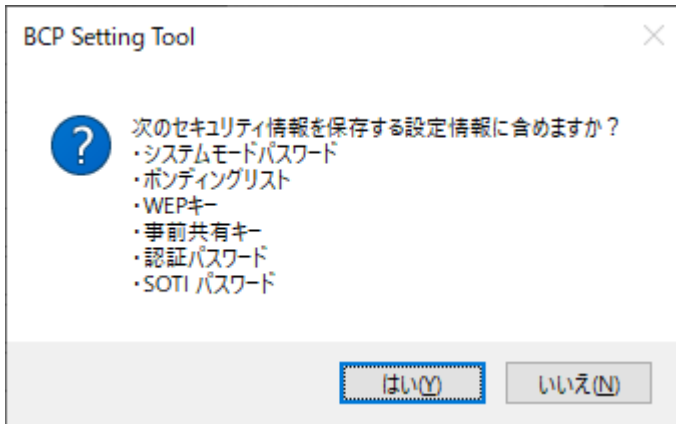 BCP Setting Tool
次のセキュリティ情報を保存する設定情報に含めますか?
・システムモードパスワード
・ボンディングリスト
・WEPキー
・事前共有キー
・認証パスワード
・SOTI パスワード
はい(Y) いいえ(N)